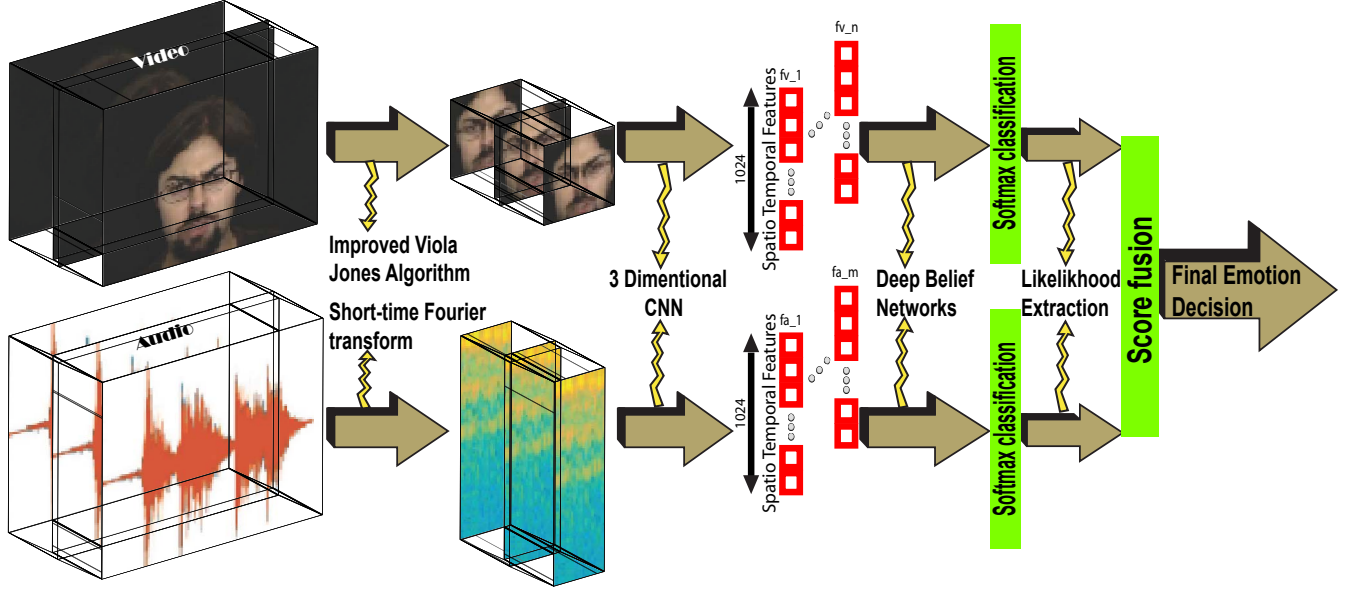 Video
Improved Viola
Jones Algorithm
3 Dimentional
CNN
Spatio Temporal Features
1024
fv_1
fv_n
Deep Belief
Networks
Softmax classification
Likelikhood
Extraction
Score fusion
Final Emotion
Decision
Audio
Short-time Fourier
transform
Spatio Temporal Features
1024
fa_1
fa_m
Softmax classification